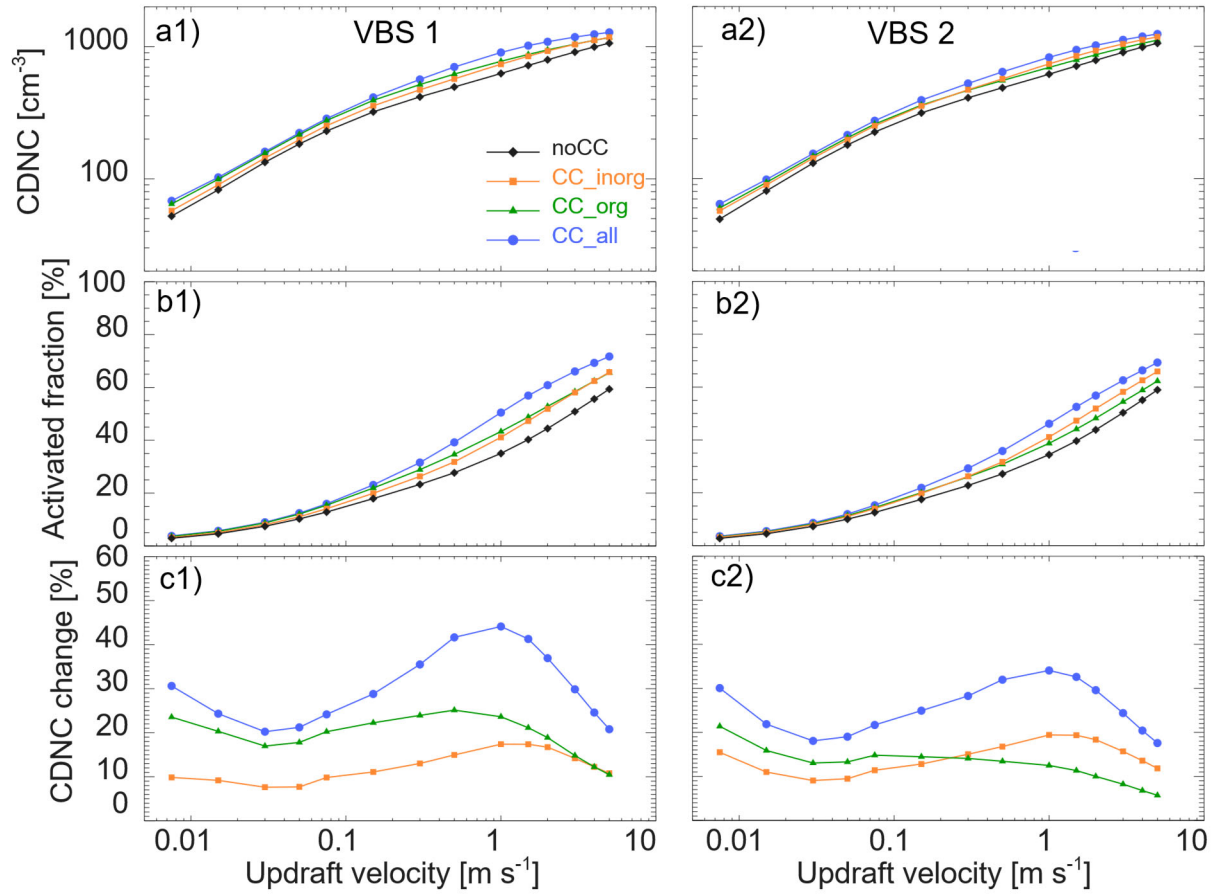 a1) VBS 1
a2) VBS 2
CDNC [cm⁻³]
1000
100
noCC
CC_inorg
CC_org
CC_all
b1)
b2)
Activated fraction [%]
100
80
60
40
20
0
c1)
c2)
CDNC change [%]
60
50
40
30
20
10
0
0.01 0.1 1 10
0.01 0.1 1 10
Updraft velocity [m s⁻¹]
Updraft velocity [m s⁻¹]